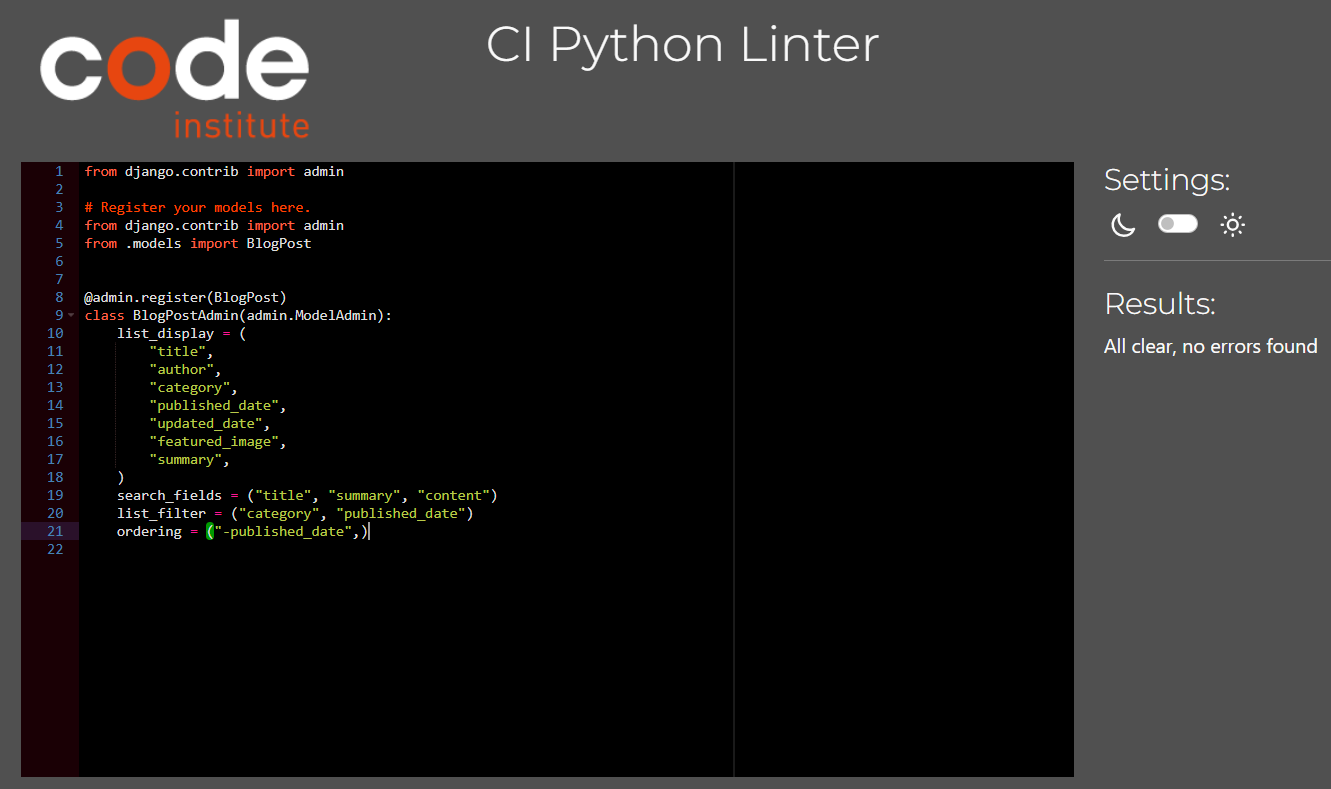 code
institute
CI Python Linter
1 from django.contrib import admin
2
3 # Register your models here.
4 from django.contrib import admin
5 from .models import BlogPost
6
7
8 @admin.register(BlogPost)
9 class BlogPostAdmin(admin.ModelAdmin):
10     list_display = (
11         "title",
12         "author",
13         "category",
14         "published_date",
15         "updated_date",
16         "featured_image",
17         "summary",
18     )
19     search_fields = ("title", "summary", "content")
20     list_filter = ("category", "published_date")
21     ordering = ("-published_date",)
22
Settings:
Results:
All clear, no errors found